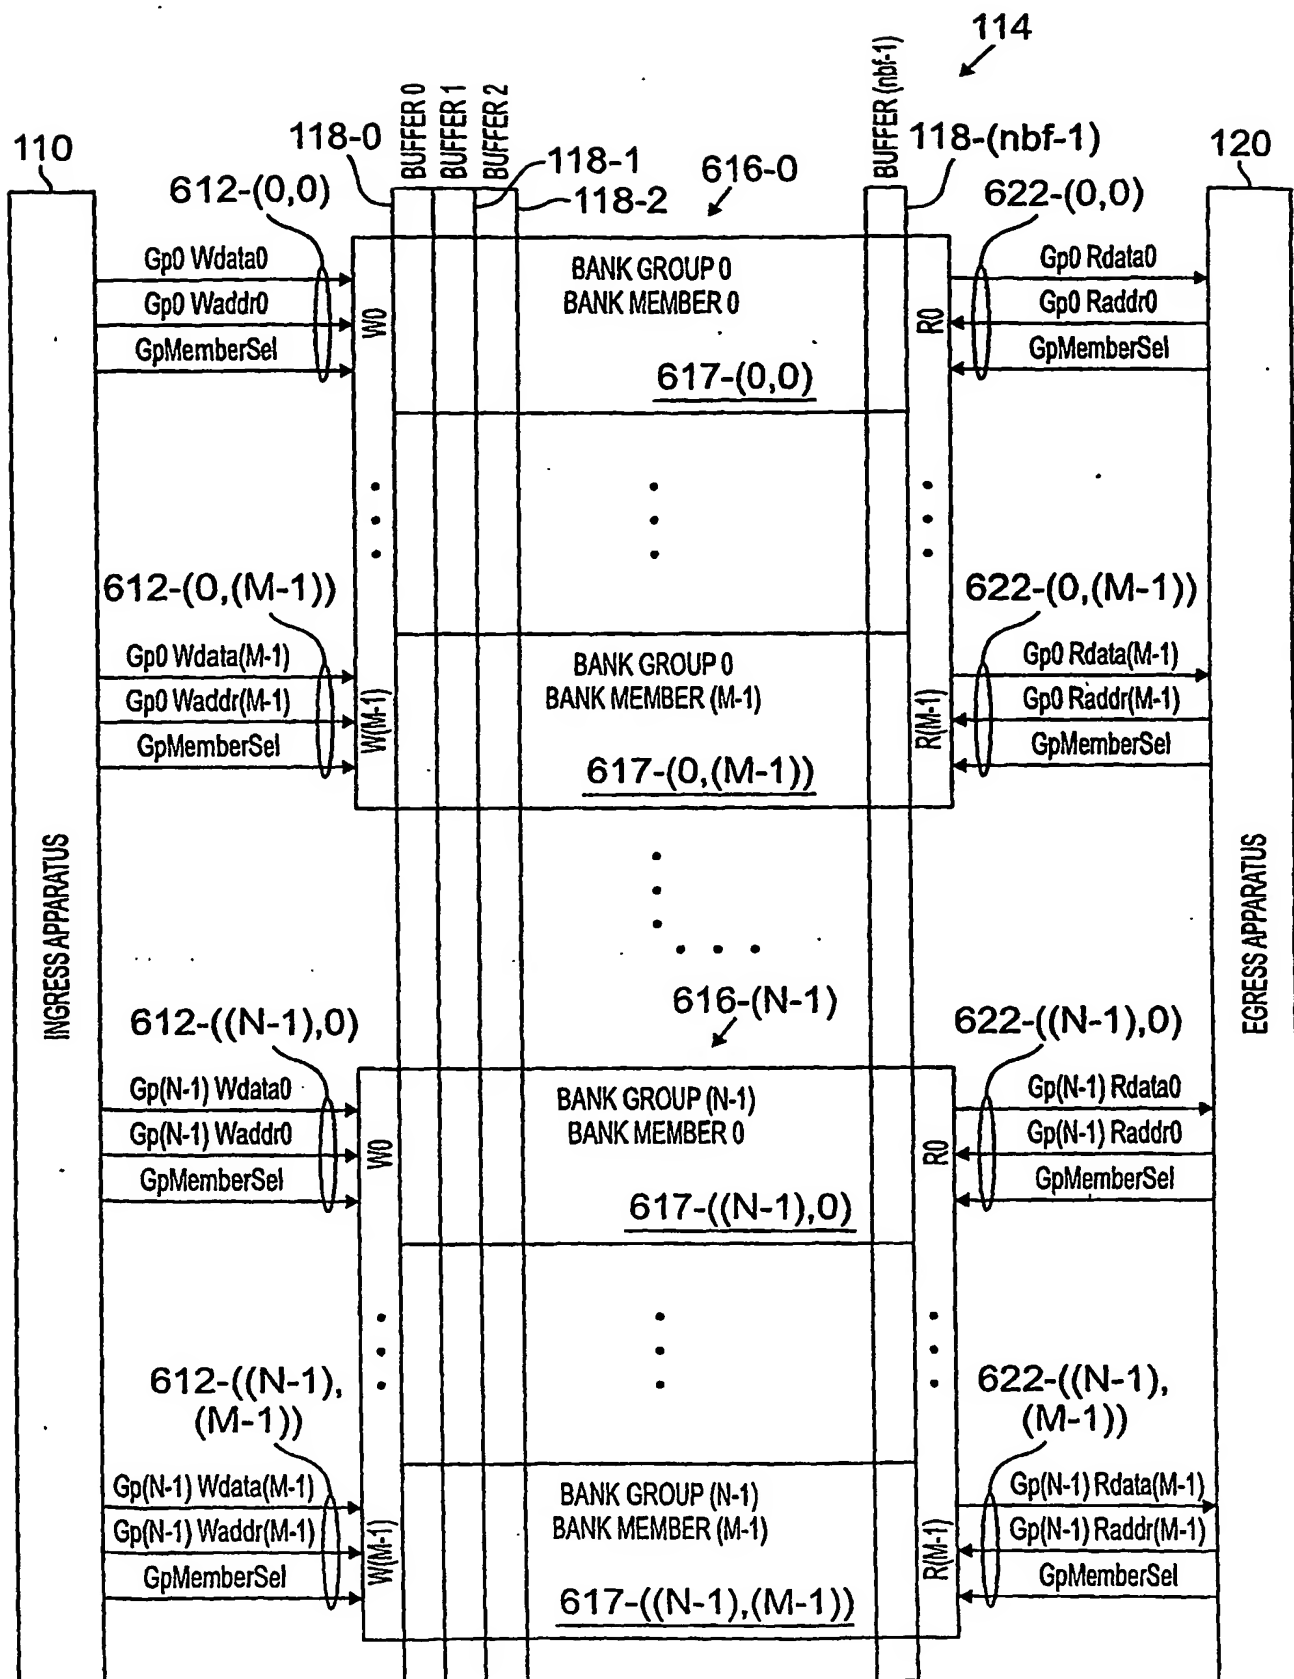 114
BUFFER 0
BUFFER 1
BUFFER 2
BUFFER (nbf-1)
110
118-0
118-1
118-2
616-0
118-(nbf-1)
120
612-(0,0)
622-(0,0)
Gp0 Wdata0
Gp0 Waddr0
GpMemberSel
W0
BANK GROUP 0
BANK MEMBER 0
617-(0,0)
R0
Gp0 Rdata0
Gp0 Raddr0
GpMemberSel
612-(0,(M-1))
622-(0,(M-1))
Gp0 Wdata(M-1)
Gp0 Waddr(M-1)
GpMemberSel
W(M-1)
BANK GROUP 0
BANK MEMBER (M-1)
617-(0,(M-1))
R(M-1)
Gp0 Rdata(M-1)
Gp0 Raddr(M-1)
GpMemberSel
INGRESS APPARATUS
EGRESS APPARATUS
616-(N-1)
612-((N-1),0)
622-((N-1),0)
Gp(N-1) Wdata0
Gp(N-1) Waddr0
GpMemberSel
W0
BANK GROUP (N-1)
BANK MEMBER 0
617-((N-1),0)
R0
Gp(N-1) Rdata0
Gp(N-1) Raddr0
GpMemberSel
612-((N-1),
(M-1))
622-((N-1),
(M-1))
Gp(N-1) Wdata(M-1)
Gp(N-1) Waddr(M-1)
GpMemberSel
W(M-1)
BANK GROUP (N-1)
BANK MEMBER (M-1)
617-((N-1),(M-1))
R(M-1)
Gp(N-1) Rdata(M-1)
Gp(N-1) Raddr(M-1)
GpMemberSel